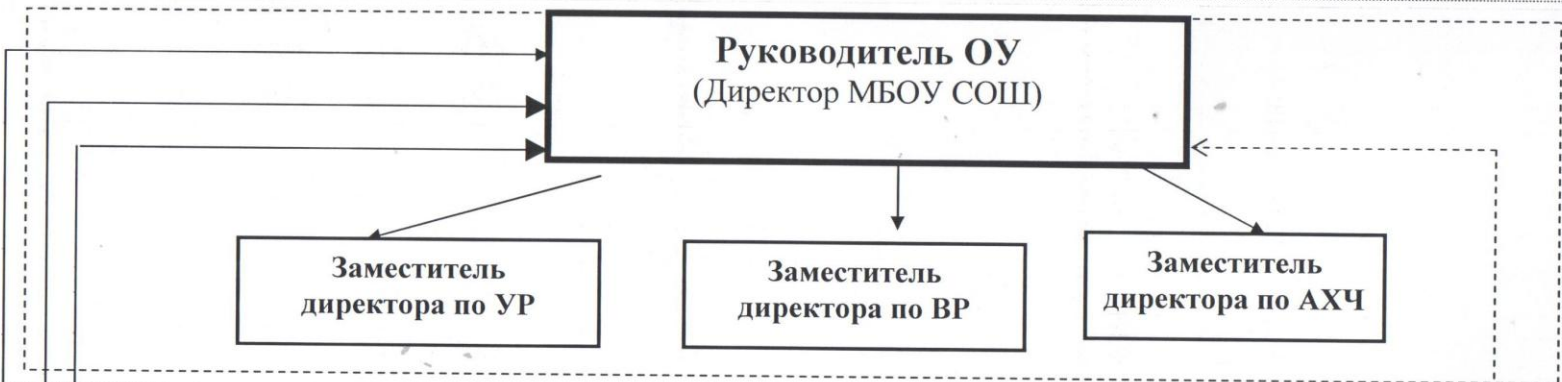 Руководитель ОУ
(Директор МБОУ СОШ)
Заместитель
директора по УР
Заместитель
директора по ВР
Заместитель
директора по АХЧ